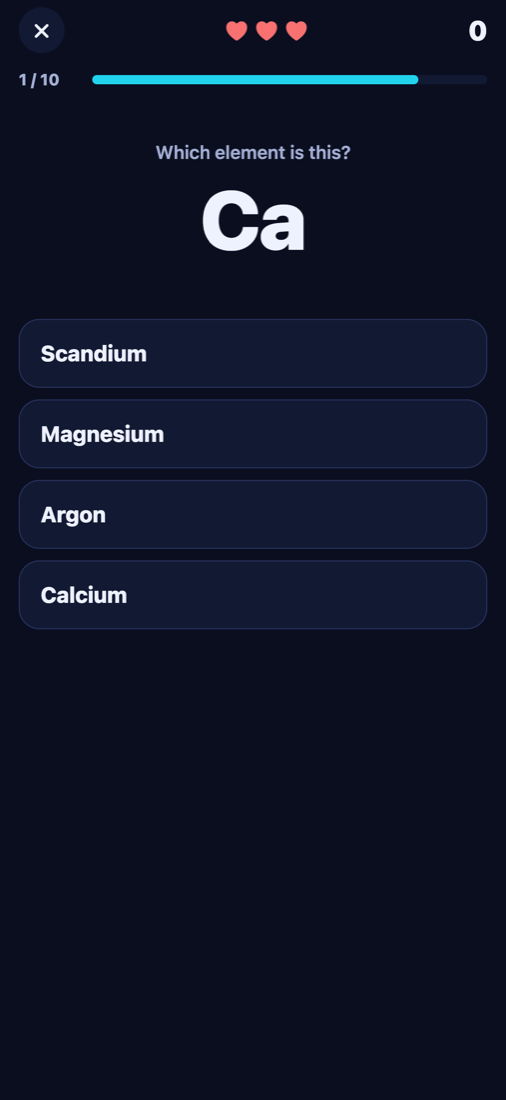 0
1 / 10
Which element is this?
Ca
Scandium
Magnesium
Argon
Calcium